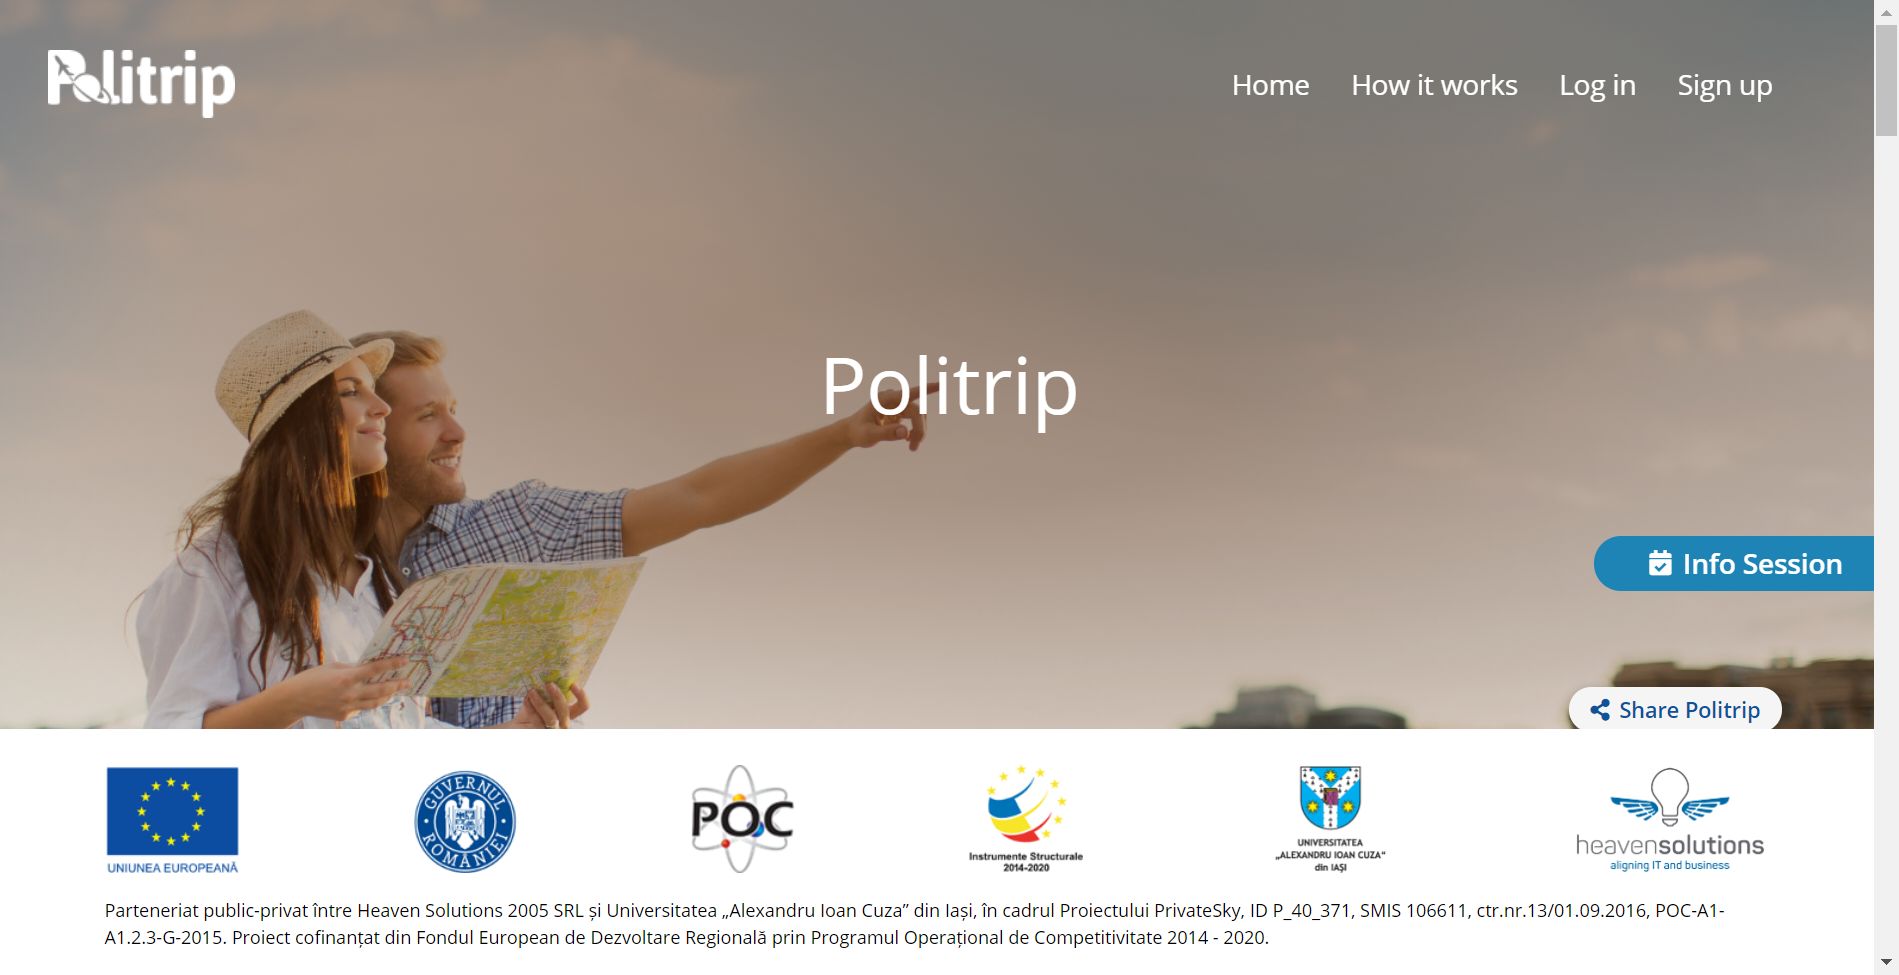 Politrip
Home How it works Log in Sign up
Politrip
Info Session
Share Politrip
UNIUNEA EUROPEANĂ
GUVERNUL ROMÂNIEI
POC
Instrumente Structurale
2014-2020
UNIVERSITATEA
„ALEXANDRU IOAN CUZA”
din IAȘI
heavensolutions
aligning IT and business
Parteneriat public-privat între Heaven Solutions 2005 SRL și Universitatea „Alexandru Ioan Cuza” din Iași, în cadrul Proiectului PrivateSky, ID P_40_371, SMIS 106611, ctr.nr.13/01.09.2016, POC-A1-
A1.2.3-G-2015. Proiect cofinanțat din Fondul European de Dezvoltare Regională prin Programul Operațional de Competitivitate 2014 - 2020.